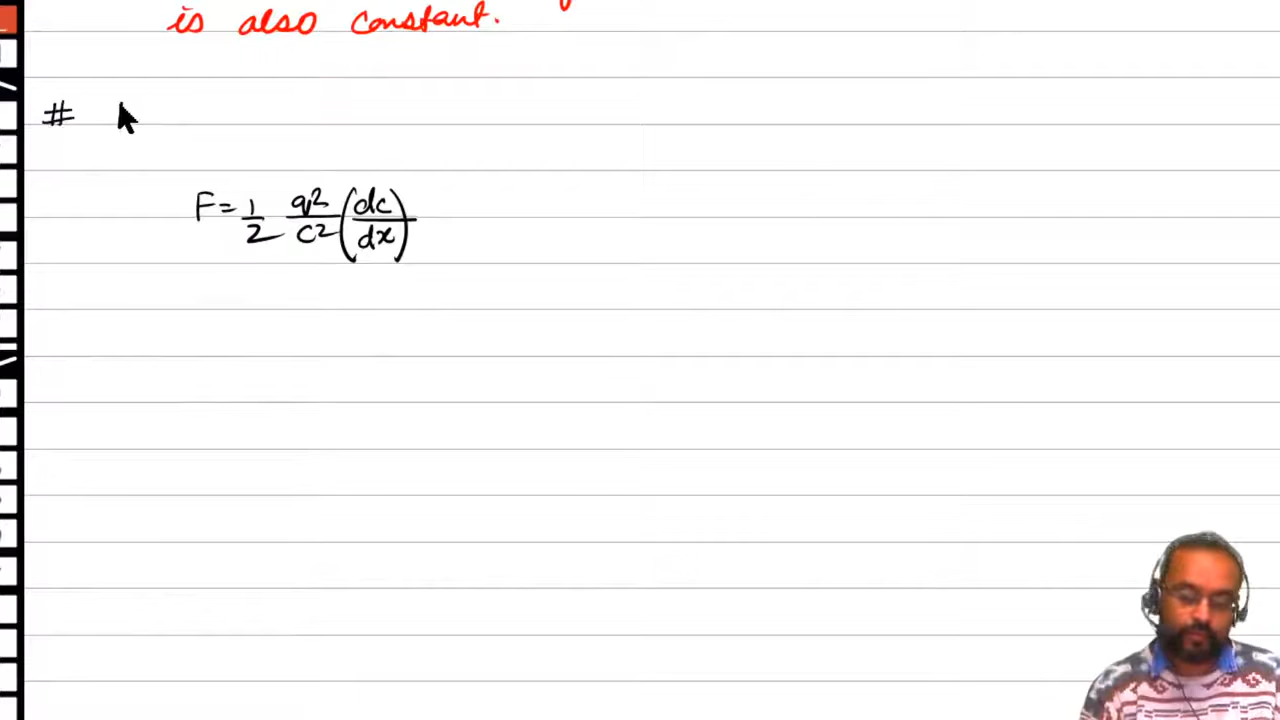 is also constant.
#
F = 1/2 q²/c² (dc/dx)